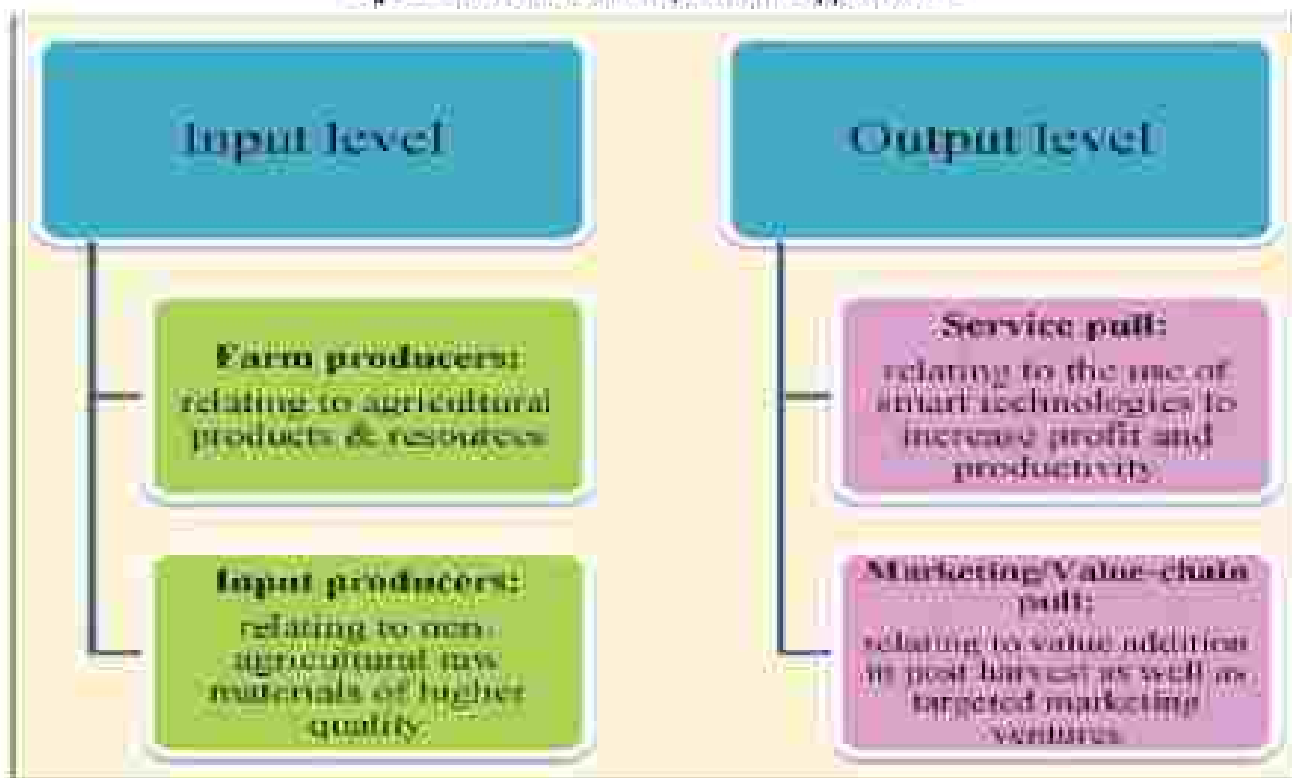 Input level
Farm producers:
relating to agricultural
products & resources
Input producers:
relating to non-
agricultural raw
materials of higher
quality
Output level
Service pull:
relating to the use of
smart technologies to
increase profit and
productivity
Marketing/Value-chain
pull:
relating to value addition
in post harvest as well as
targeted marketing
ventures